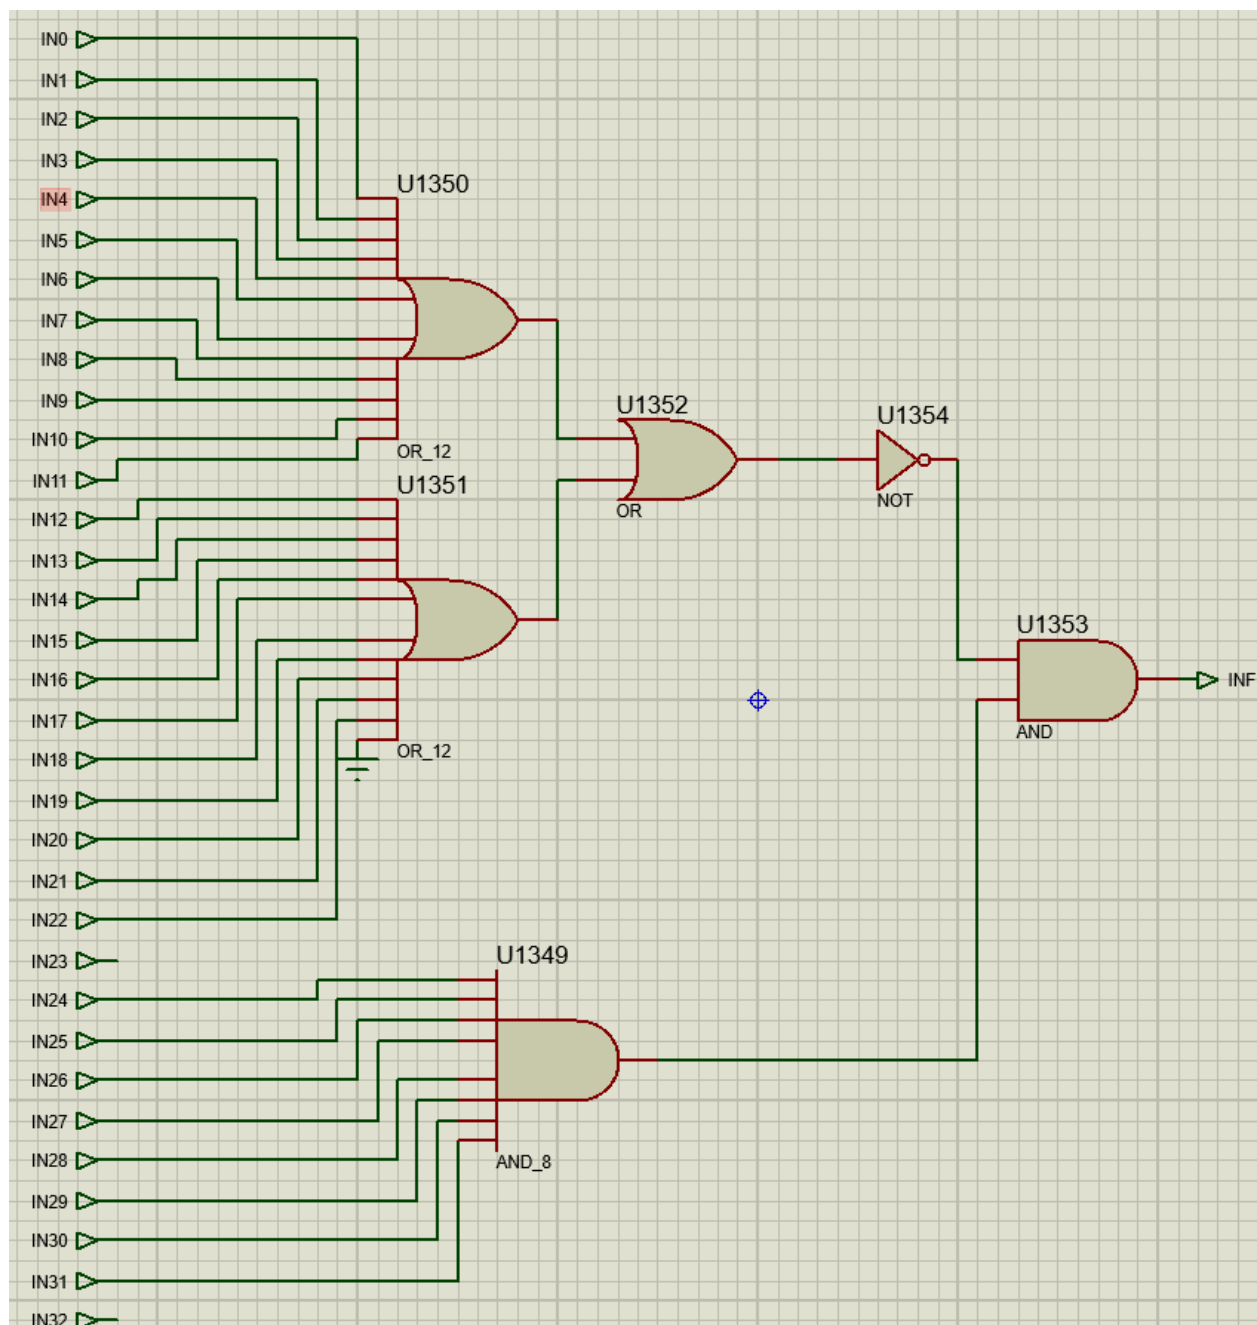 IN0
IN1
IN2
IN3
U1350
IN4
IN5
IN6
IN7
IN8
IN9
IN10
OR_12
IN11
U1351
IN12
IN13
IN14
IN15
IN16
IN17
IN18
OR_12
IN19
IN20
IN21
IN22
IN23
IN24
IN25
IN26
IN27
IN28
IN29
IN30
IN31
IN32
U1352
OR
U1354
NOT
U1353
AND
INF
U1349
AND_8